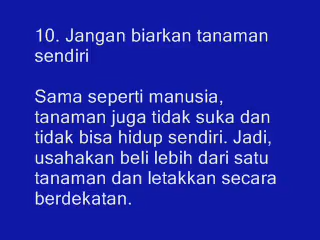 10. Jangan biarkan tanaman
sendiri
Sama seperti manusia,
tanaman juga tidak suka dan
tidak bisa hidup sendiri. Jadi,
usahakan beli lebih dari satu
tanaman dan letakkan secara
berdekatan.